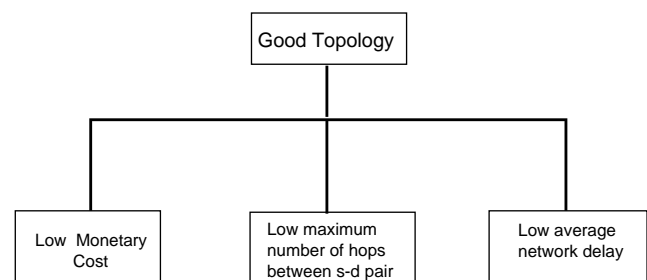 Good Topology
Low Monetary
Cost
Low maximum
number of hops
between s-d pair
Low average
network delay